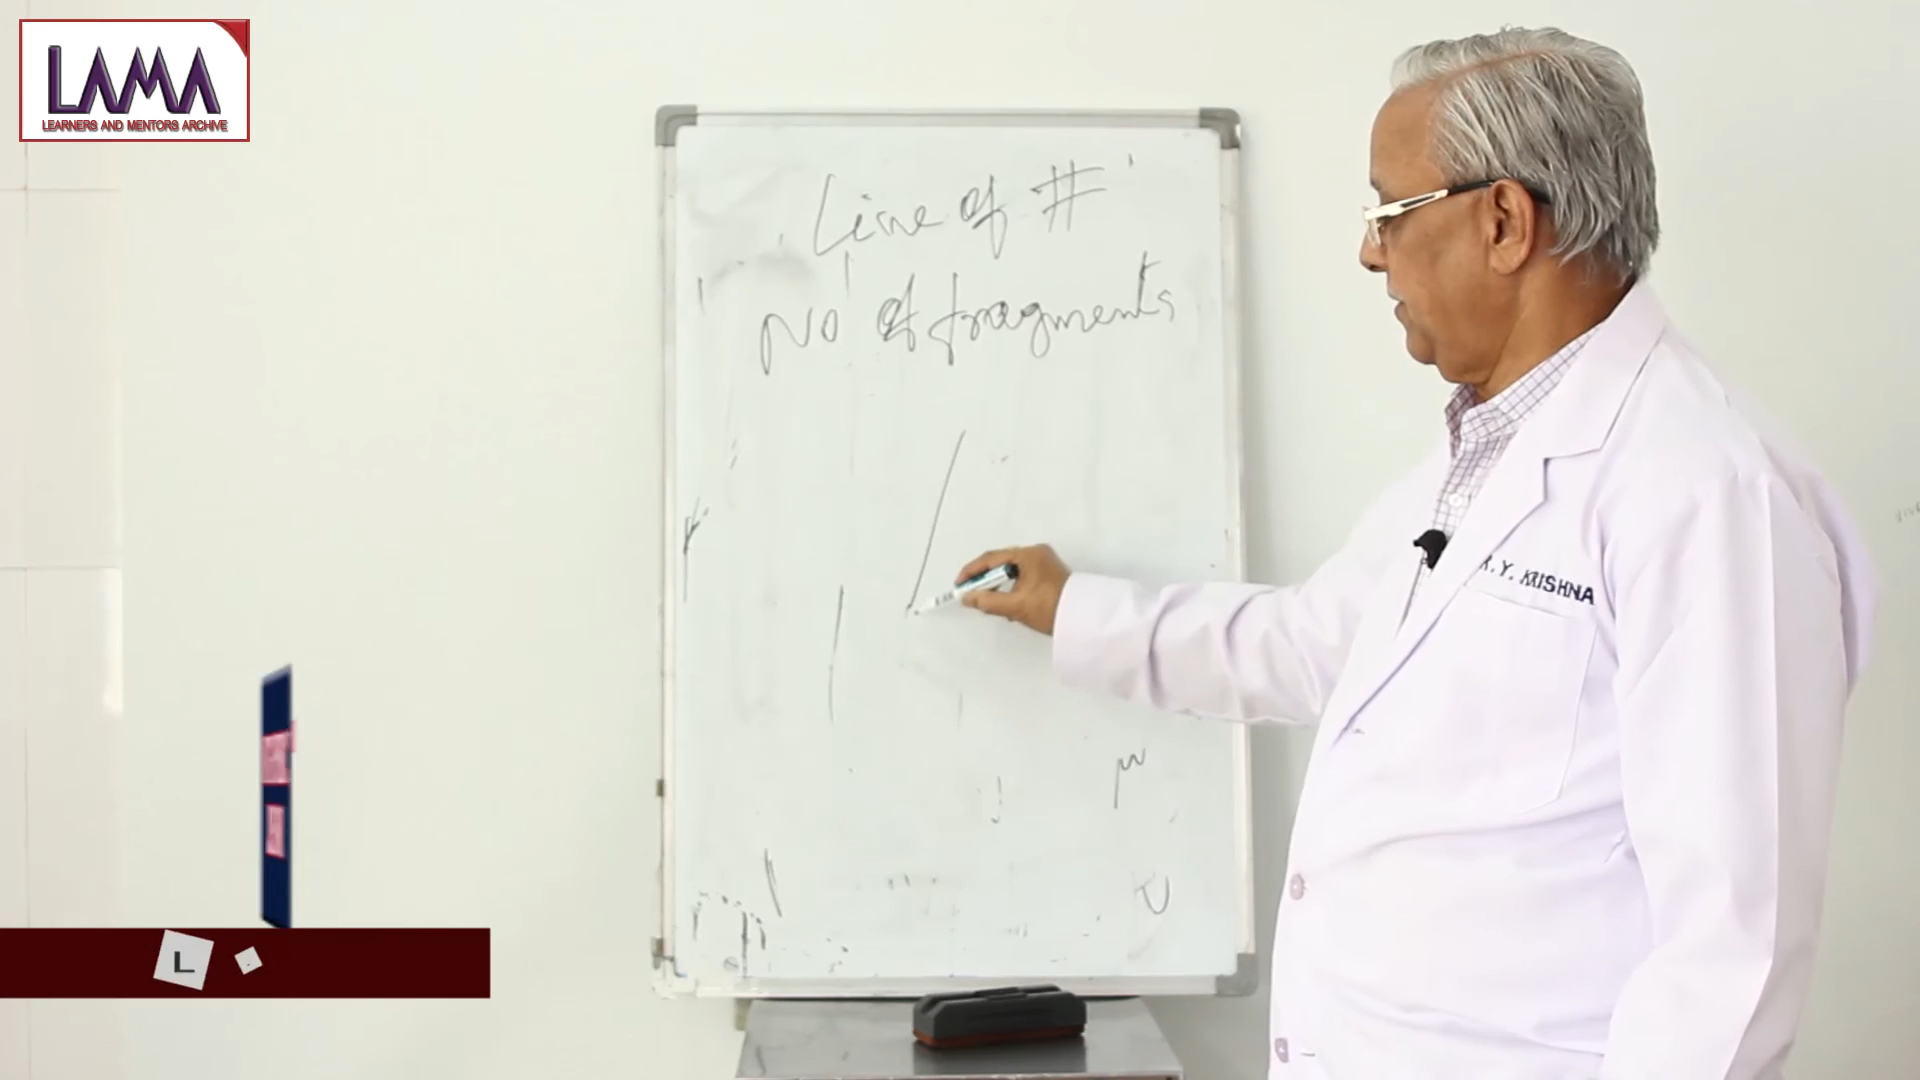 LAMA
LEARNERS AND MENTORS ARCHIVE
Line of #
No of fragments
R.Y. KRISHNA
L